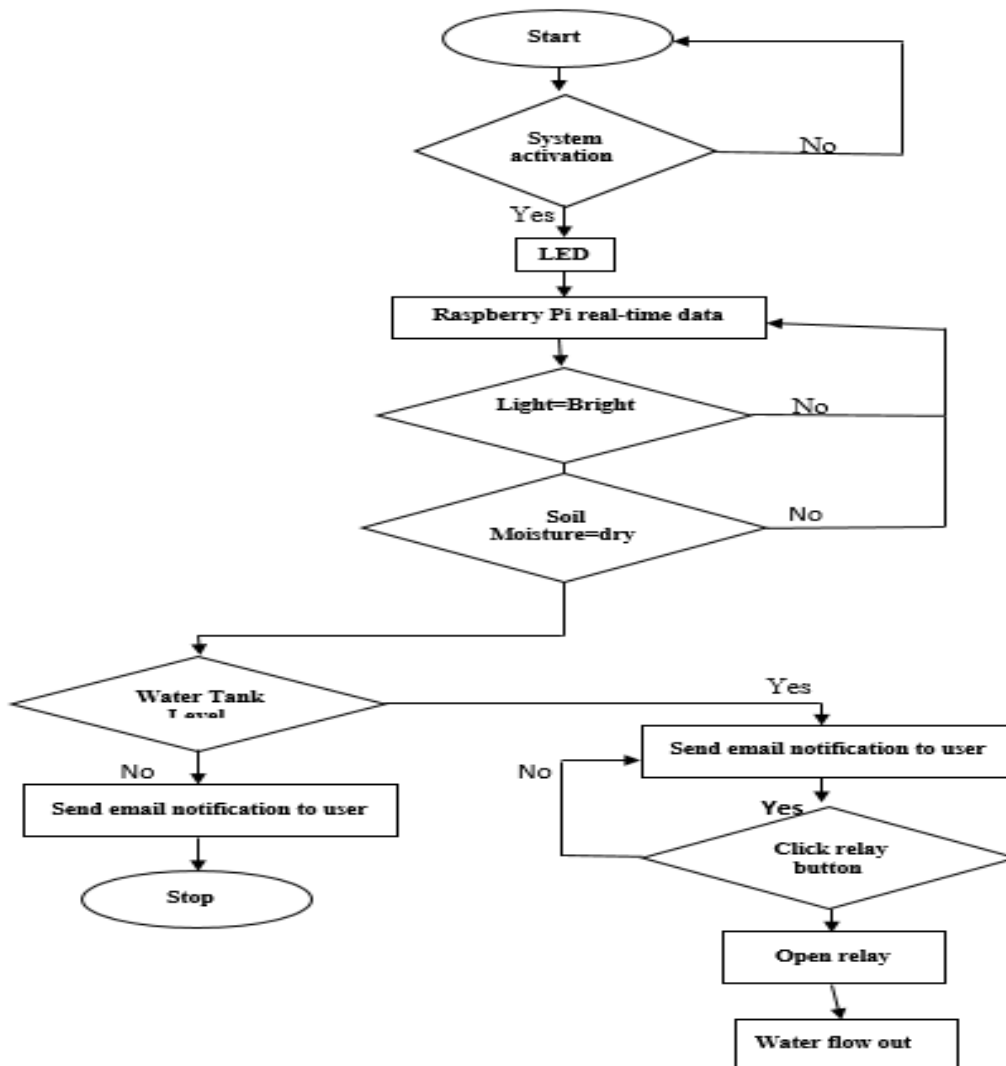 Start
System
activation
No
Yes
LED
Raspberry Pi real-time data
Light=Bright
No
Soil
Moisture=dry
No
Water Tank
Yes
Send email notification to user
No
No
Send email notification to user
Yes
Click relay
button
Stop
Open relay
Water flow out